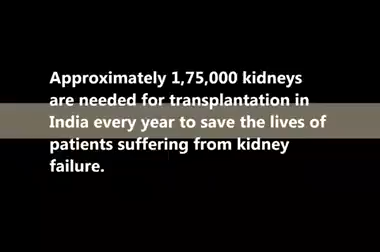 Approximately 1,75,000 kidneys
are needed for transplantation in
India every year to save the lives of
patients suffering from kidney
failure.